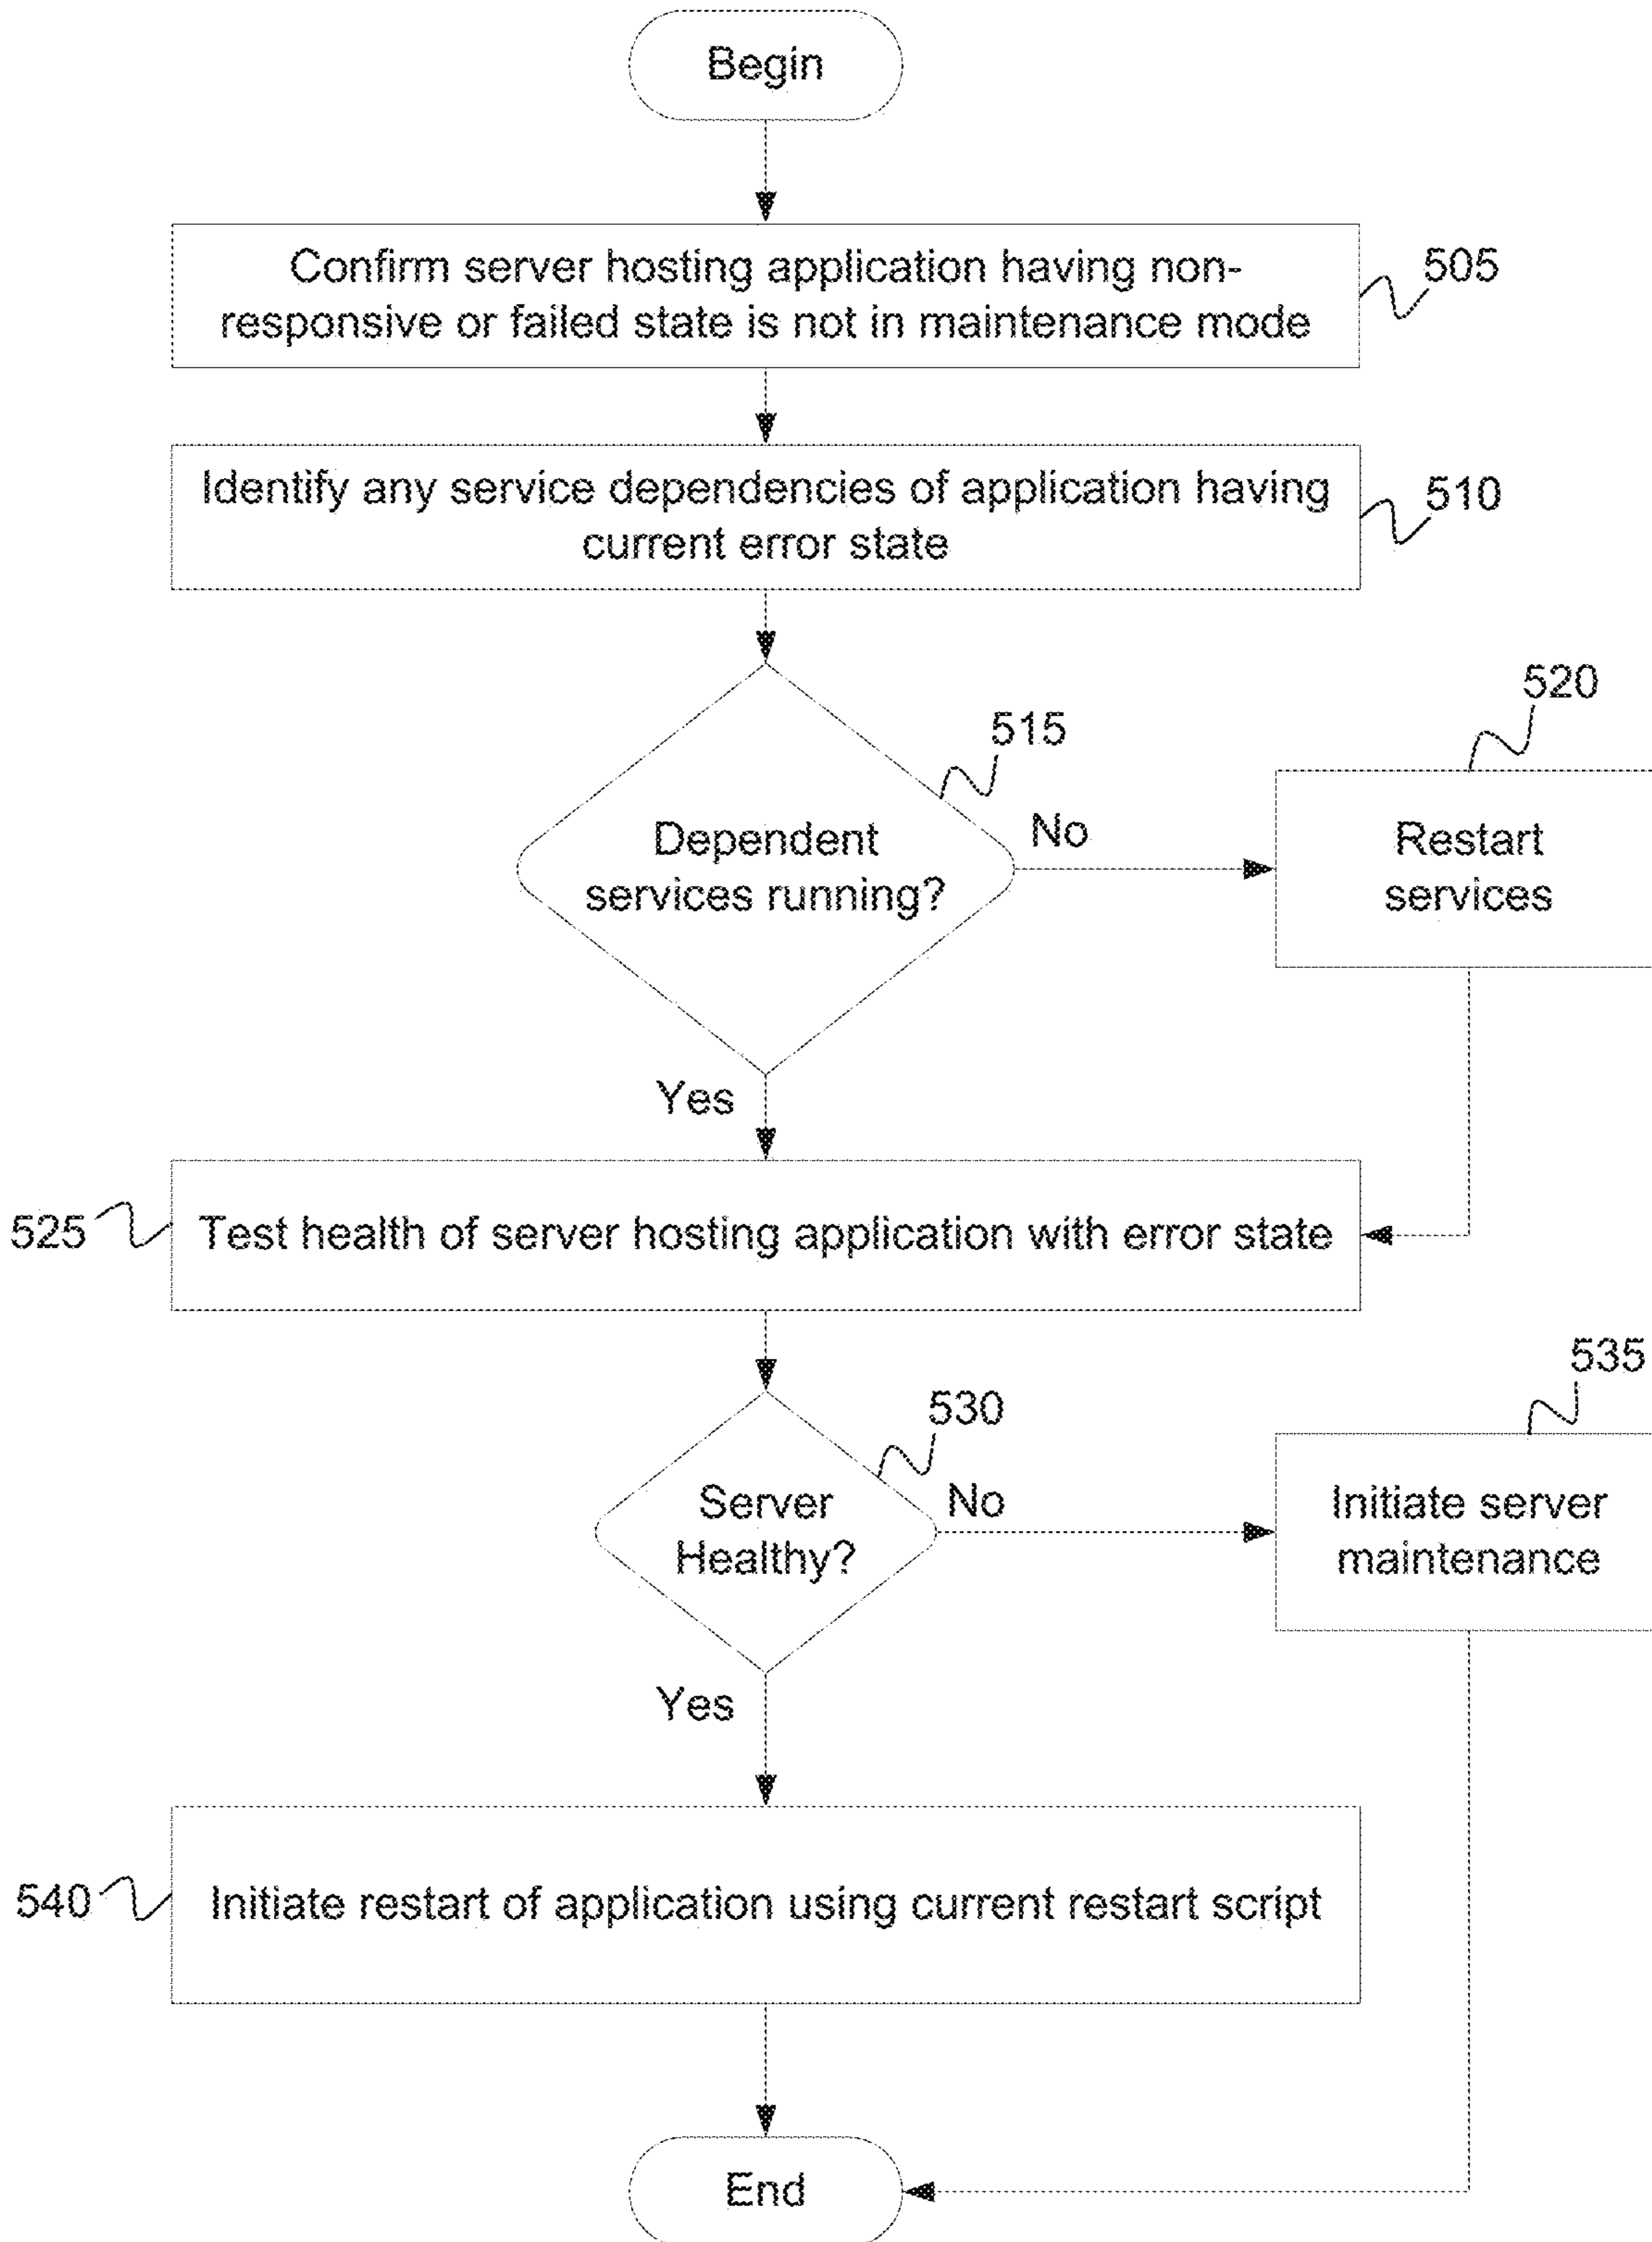 Begin
Confirm server hosting application having non-
responsive or failed state is not in maintenance mode
505
Identify any service dependencies of application having
current error state
510
515
520
Dependent
services running?
No
Restart
services
Yes
525
Test health of server hosting application with error state
530
535
Server
Healthy?
No
Initiate server
maintenance
Yes
540
Initiate restart of application using current restart script
End